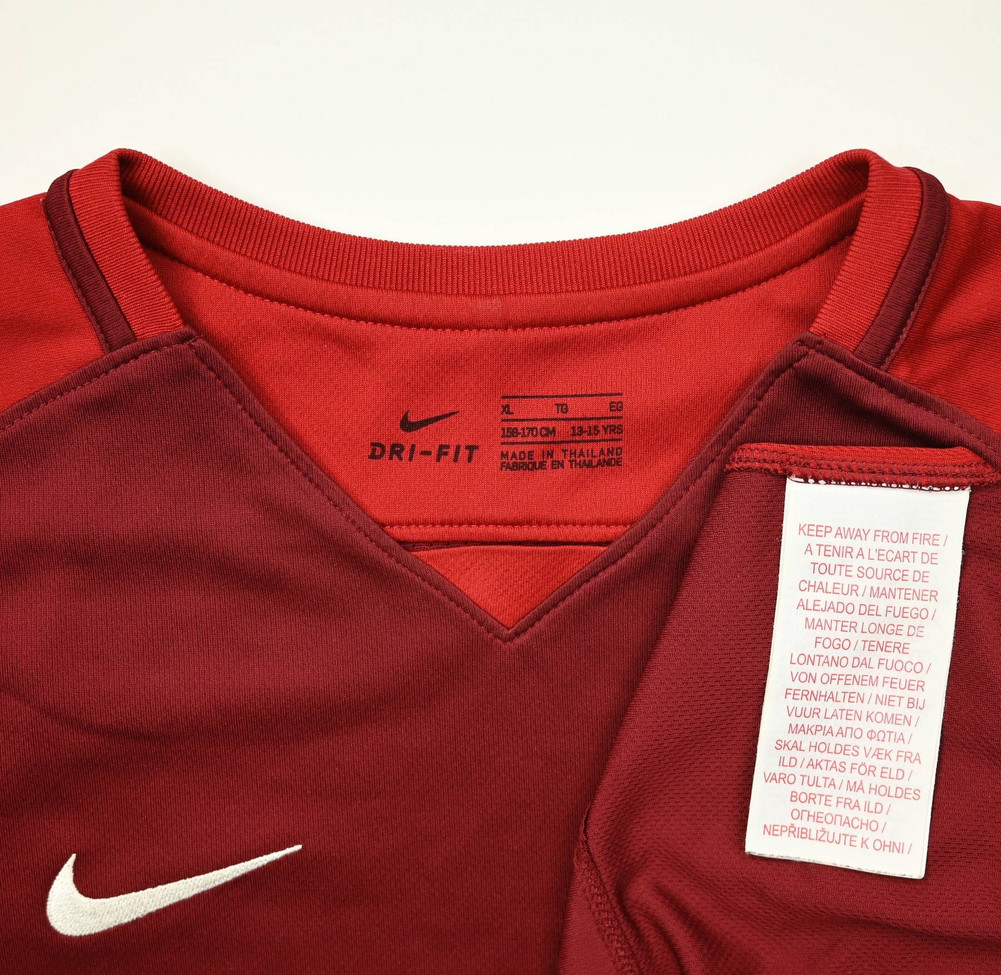 DRI-FIT
XL TG EG
158-170 CM 13-15 YRS
MADE IN THAILAND
FABRIQUÉ EN THAILANDE
KEEP AWAY FROM FIRE /
A TENIR A L'ECART DE
TOUTE SOURCE DE
CHALEUR / MANTENER
ALEJADO DEL FUEGO /
MANTER LONGE DE
FOGO / TENERE
LONTANO DAL FUOCO /
VON OFFENEM FEUER
FERNHALTEN / NIET BIJ
VUUR LATEN KOMEN /
ΜΑΚΡΙΑ ΑΠΟ ΦΩΤΙΑ /
SKAL HOLDES VÆK FRA
ILD / AKTAS FÖR ELD /
VARO TULTA / MÅ HOLDES
BORTE FRA ILD /
ОГНЕОПАСНО /
NEPŘIBLIŽUJTE K OHNI /